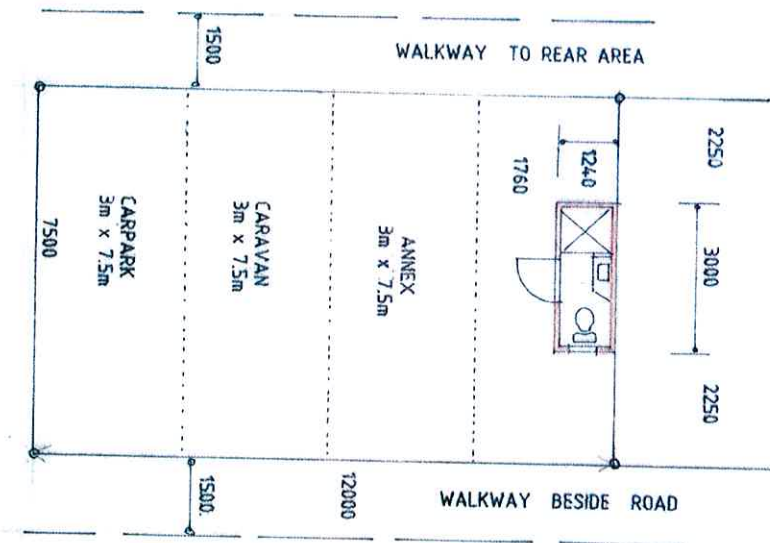 WALKWAY TO REAR AREA
1500
2250
1240
1760
3000
7500
CARPARK
3m x 7.5m
CARAVAN
3m x 7.5m
ANNEX
3m x 7.5m
2250
1500.
12000
WALKWAY BESIDE ROAD